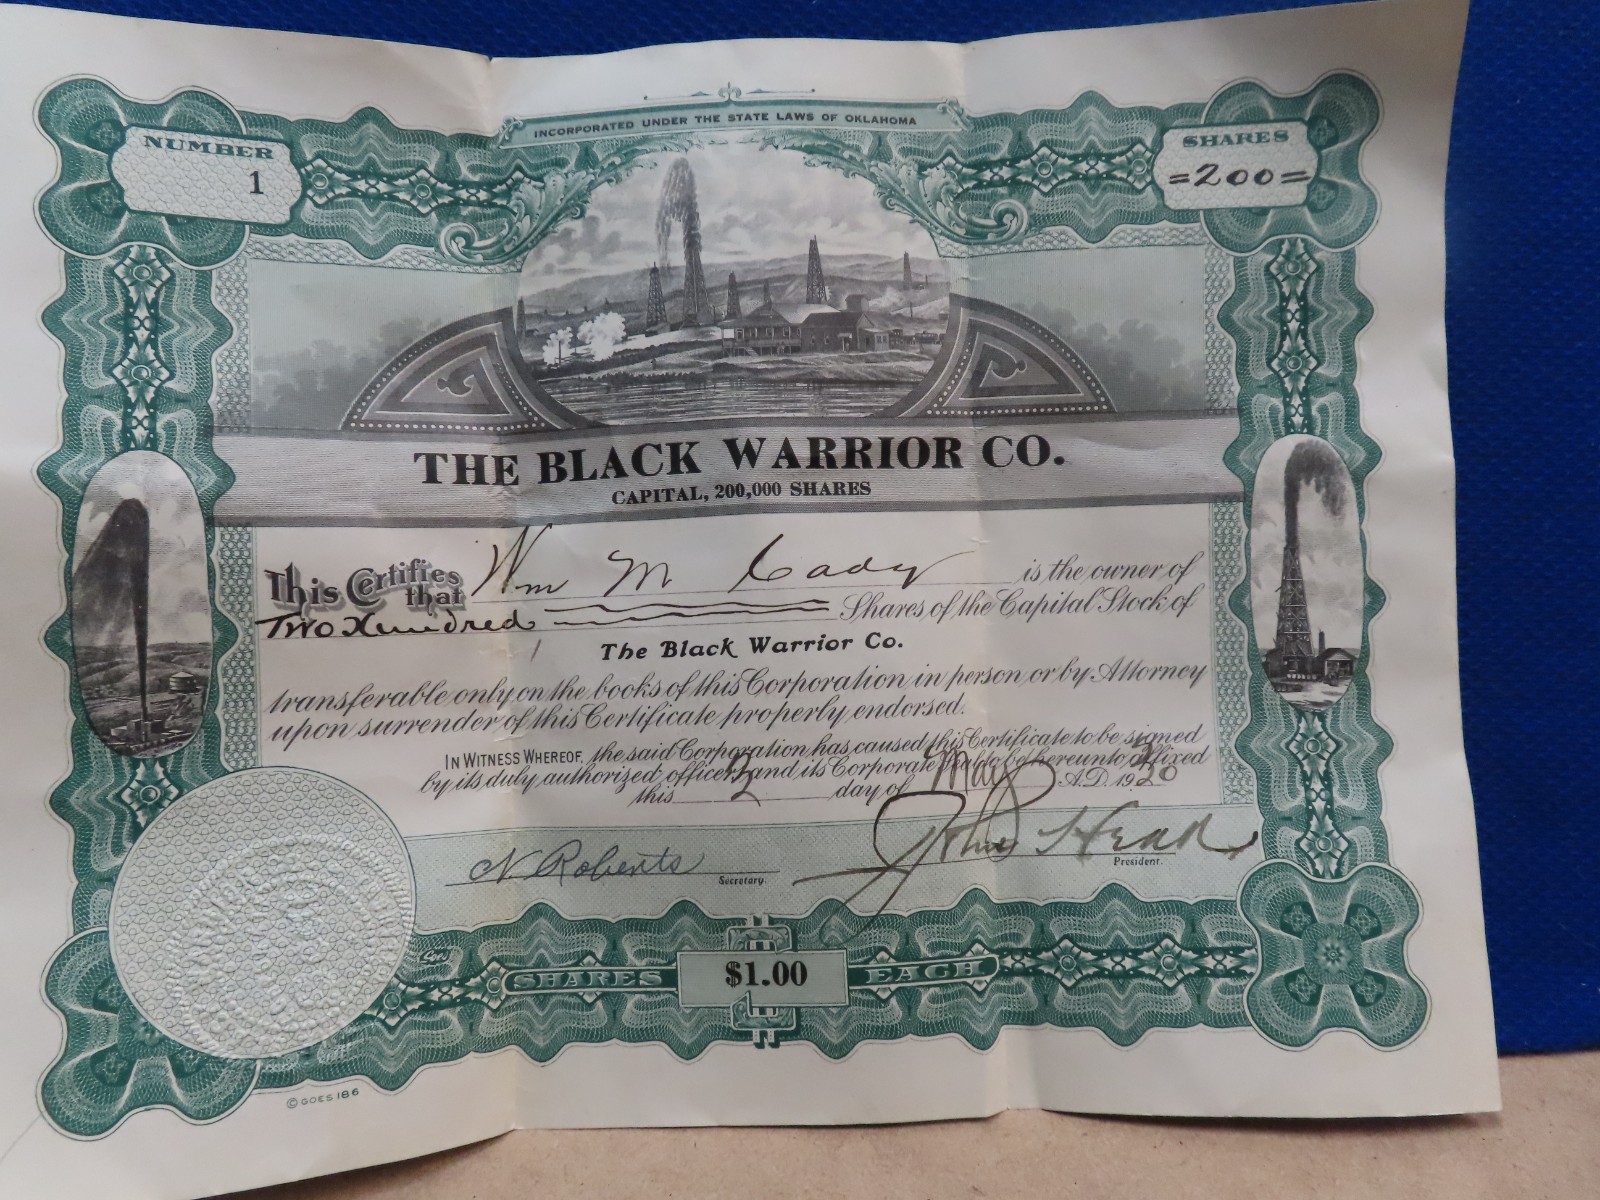 INCORPORATED UNDER THE STATE LAWS OF OKLAHOMA
NUMBER
1
SHARES
=200=
THE BLACK WARRIOR CO.
CAPITAL, 200,000 SHARES
This Certifies that Wm M Cady is the owner of
Two Hundred Shares of the Capital Stock of
The Black Warrior Co.
transferable only on the books of this Corporation in person or by Attorney
upon surrender of this Certificate properly endorsed.
IN WITNESS WHEREOF, the said Corporation has caused this Certificate to be signed
by its duly authorized officers and its Corporate Seal to be hereunto affixed
this 12 day of May A.D. 1920
N Roberts
Secretary.
John Head
President.
Goes
SHARES $1.00 EACH
© GOES 186